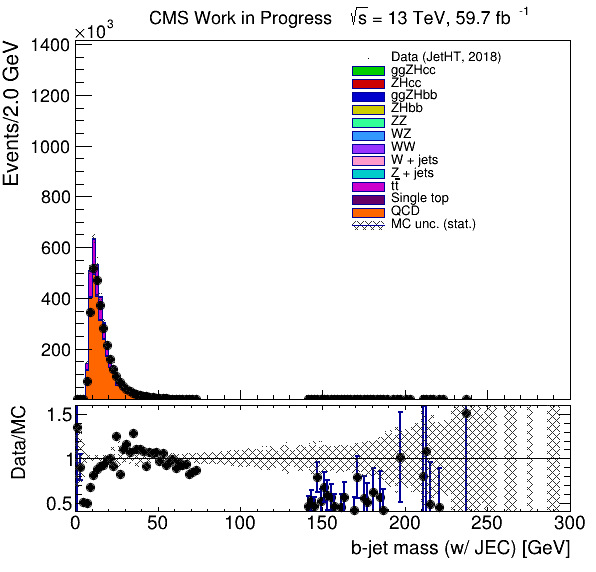 CMS Work in Progress √s = 13 TeV, 59.7 fb⁻¹
×10³
Events/2.0 GeV
1400
1200
1000
800
600
400
200
Data (JetHT, 2018)
ggZHcc
ZHcc
ggZHbb
ZHbb
ZZ
WZ
WW
W + jets
Z + jets
tt̄
Single top
QCD
MC unc. (stat.)
Data/MC
1.5
1
0.5
0 50 100 150 200 250 300
b-jet mass (w/ JEC) [GeV]